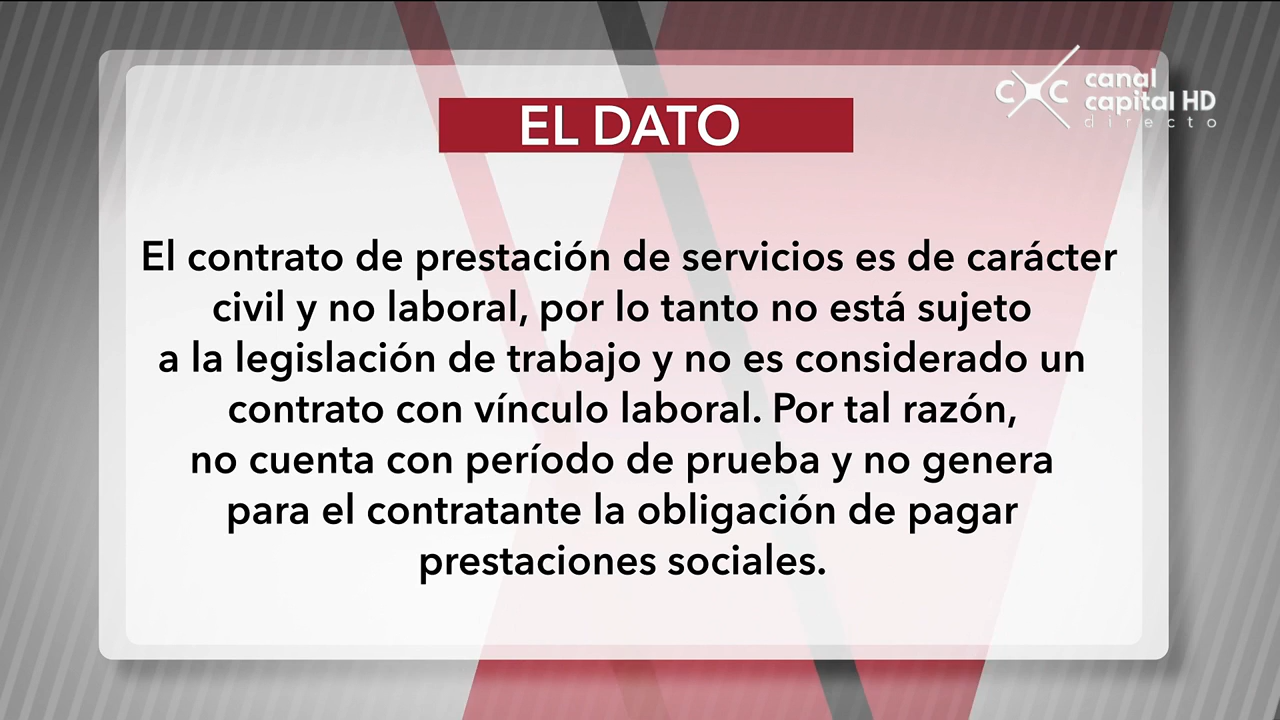 canal
capital HD
directo
EL DATO
El contrato de prestación de servicios es de carácter
civil y no laboral, por lo tanto no está sujeto
a la legislación de trabajo y no es considerado un
contrato con vínculo laboral. Por tal razón,
no cuenta con período de prueba y no genera
para el contratante la obligación de pagar
prestaciones sociales.